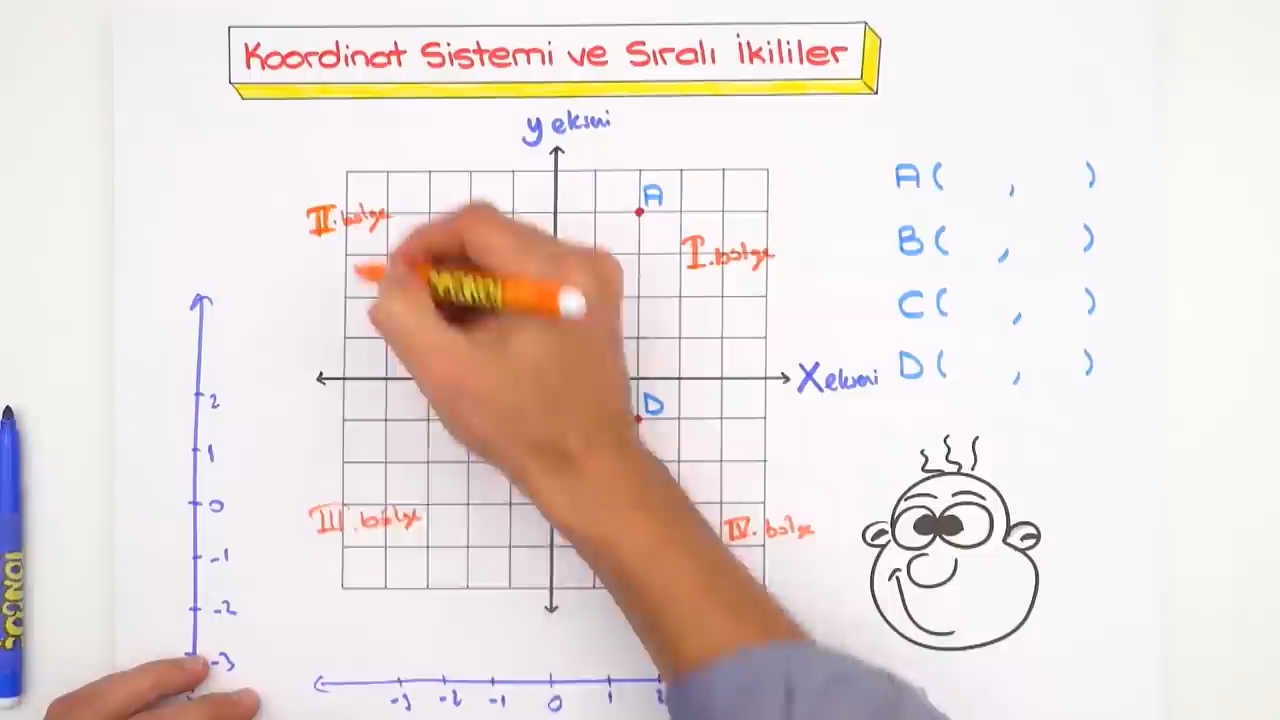 Koordinat Sistemi ve Sıralı İkililer
y ekseni
A ( , )
A
II.bölge
B ( , )
I.bölge
C ( , )
D ( , )
X ekseni
D
2
1
0
-1
-2
-3
III.bölge
IV.bölge
-3 -2 -1 0 1 2